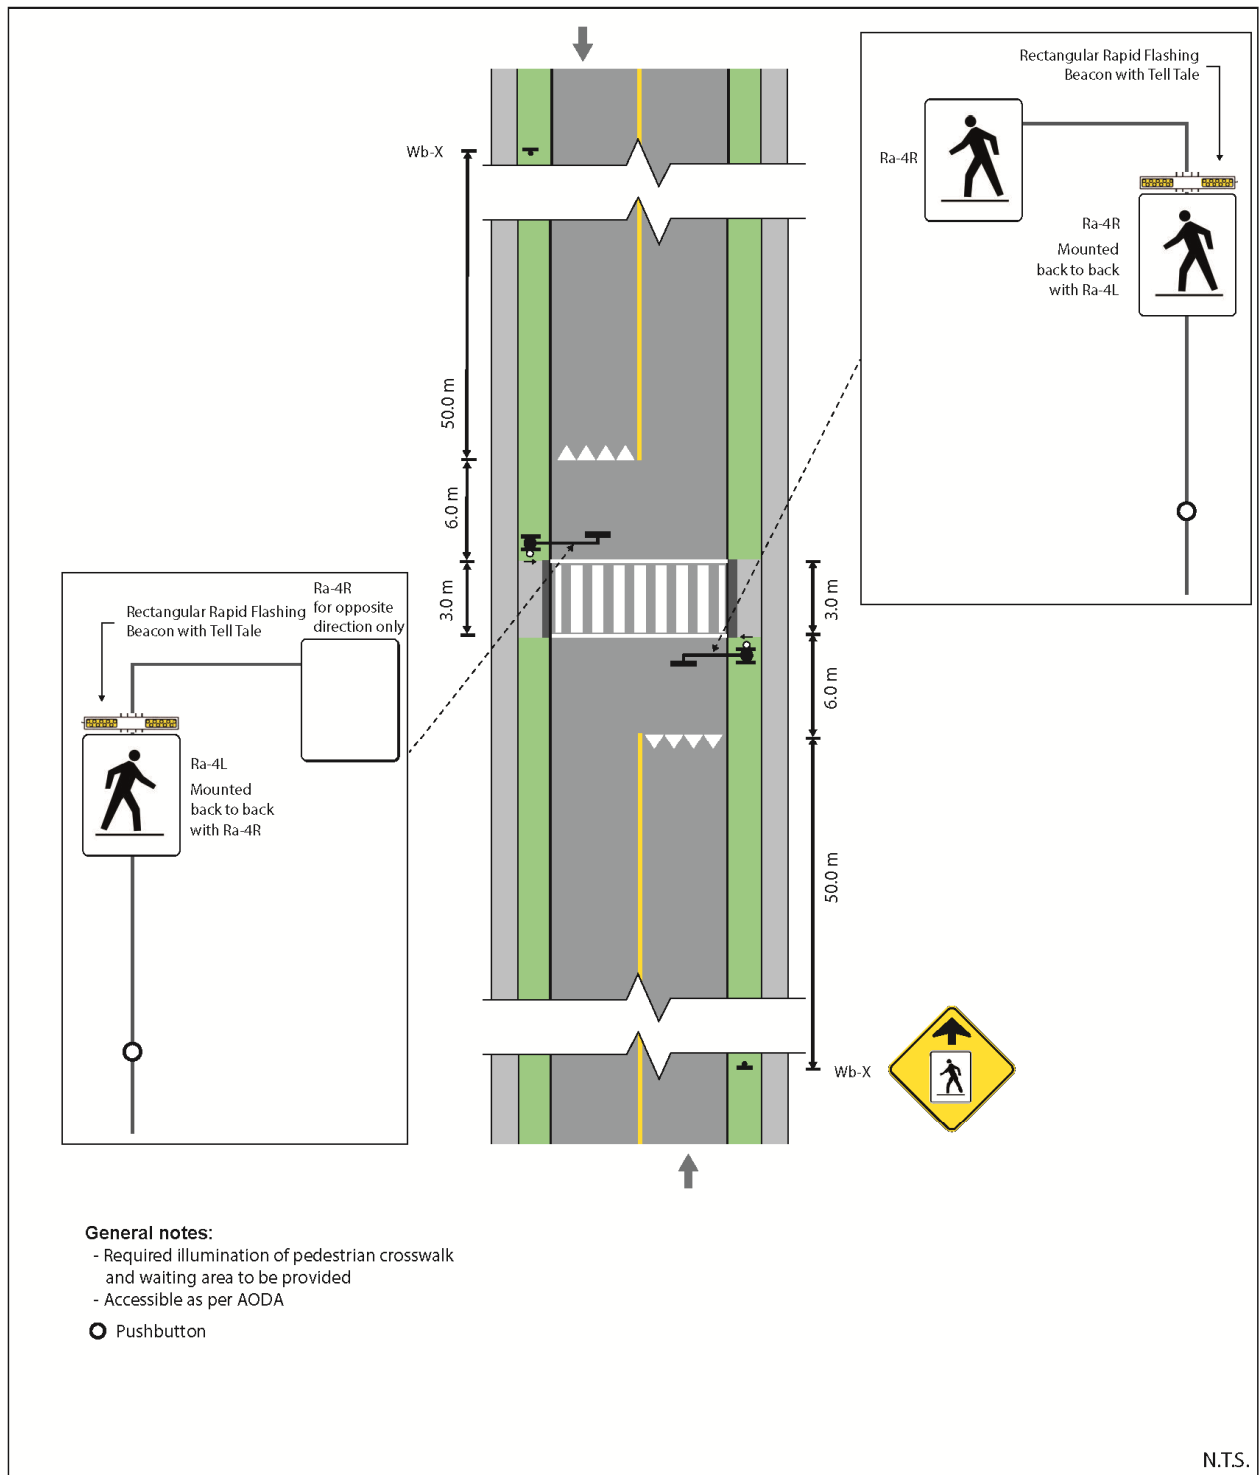 Rectangular Rapid Flashing
Beacon with Tell Tale
Ra-4R
Ra-4R
Mounted
back to back
with Ra-4L
Wb-X
50.0 m
6.0 m
3.0 m
3.0 m
6.0 m
50.0 m
Wb-X
Ra-4R
for opposite
direction only
Rectangular Rapid Flashing
Beacon with Tell Tale
Ra-4L
Mounted
back to back
with Ra-4R
General notes:
- Required illumination of pedestrian crosswalk
and waiting area to be provided
- Accessible as per AODA
Pushbutton
N.T.S.